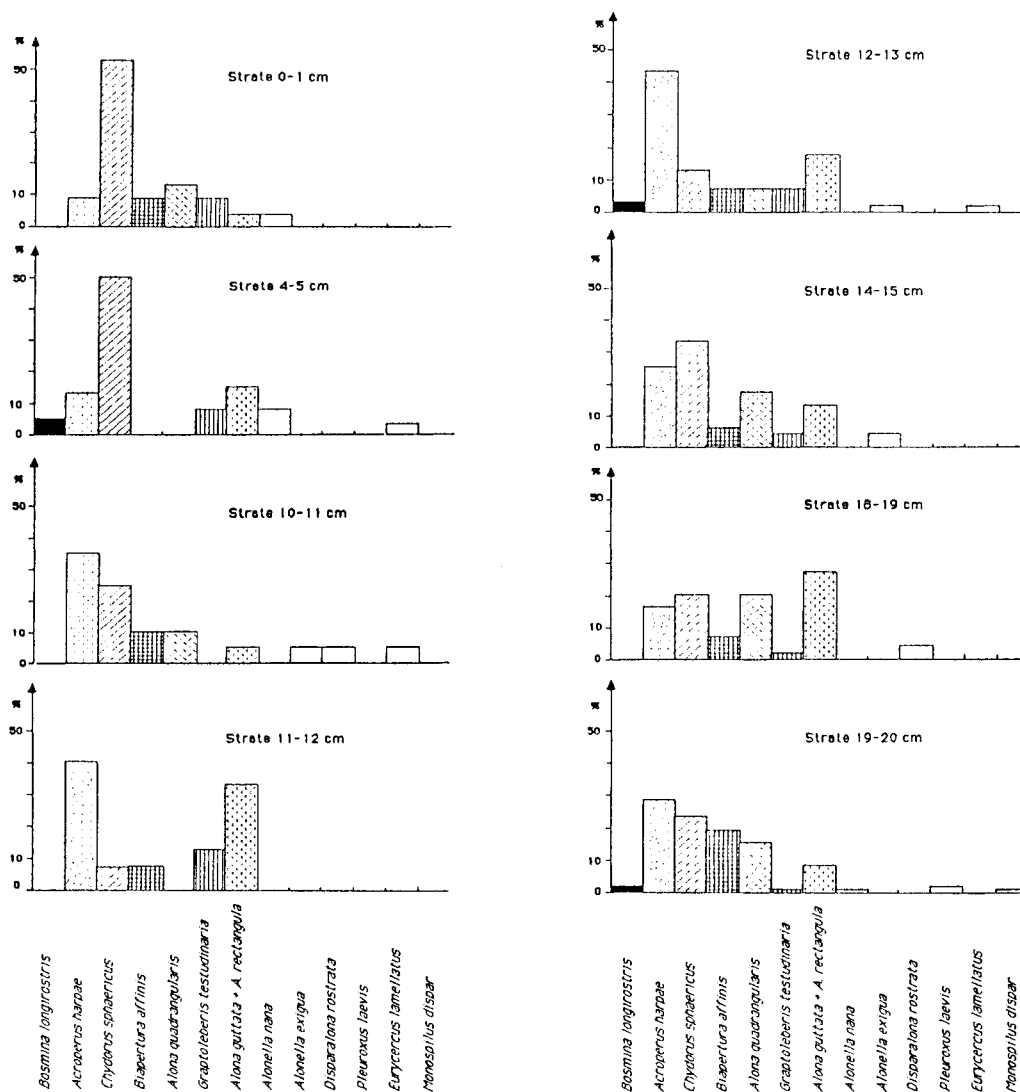 %
50
10
0
Strate 0-1 cm
%
50
10
0
Strate 4-5 cm
%
50
10
0
Strate 10-11 cm
%
50
10
0
Strate 11-12 cm
Bosmina longirostris
Acroperus harpae
Chydorus sphaericus
Biapertura affinis
Alona quadrangularis
Graptoleberis testudinaria
Alona guttata + A. rectangula
Alonella nana
Alonella exigua
Disparalona rostrata
Pleuroxus laevis
Eurycercus lamellatus
Monospilus dispar
%
50
10
0
Strate 12-13 cm
%
50
10
0
Strate 14-15 cm
%
50
10
0
Strate 18-19 cm
%
50
10
0
Strate 19-20 cm
Bosmina longirostris
Acroperus harpae
Chydorus sphaericus
Biapertura affinis
Alona quadrangularis
Graptoleberis testudinaria
Alona guttata + A. rectangula
Alonella nana
Alonella exigua
Disparalona rostrata
Pleuroxus laevis
Eurycercus lamellatus
Monospilus dispar